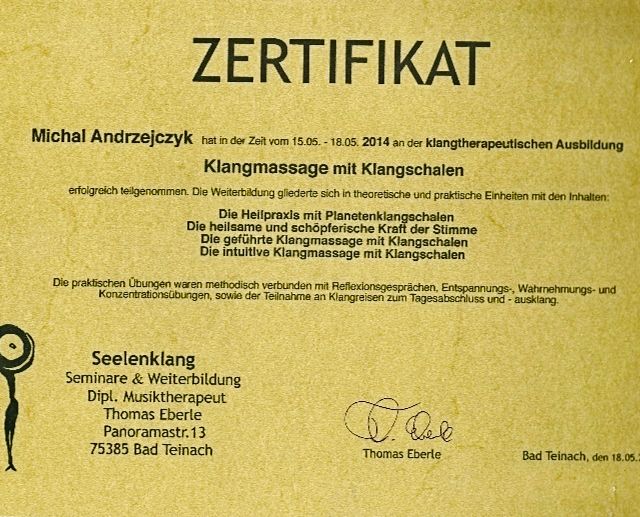 ZERTIFIKAT
Michal Andrzejczyk hat in der Zeit vom 15.05. - 18.05. 2014 an der klangtherapeutischen Ausbildung
Klangmassage mit Klangschalen
erfolgreich teilgenommen. Die Weiterbildung gliederte sich in theoretische und praktische Einheiten mit den Inhalten:
Die Heilpraxis mit Planetenklangschalen
Die heilsame und schöpferische Kraft der Stimme
Die geführte Klangmassage mit Klangschalen
Die intuitive Klangmassage mit Klangschalen
Die praktischen Übungen waren methodisch verbunden mit Reflexionsgesprächen, Entspannungs-, Wahrnehmungs- und
Konzentrationsübungen, sowie der Teilnahme an Klangreisen zum Tagesabschluss und - ausklang.
Seelenklang
Seminare & Weiterbildung
Dipl. Musiktherapeut
Thomas Eberle
Panoramastr.13
75385 Bad Teinach
T. Eberle
Thomas Eberle
Bad Teinach, den 18.05.